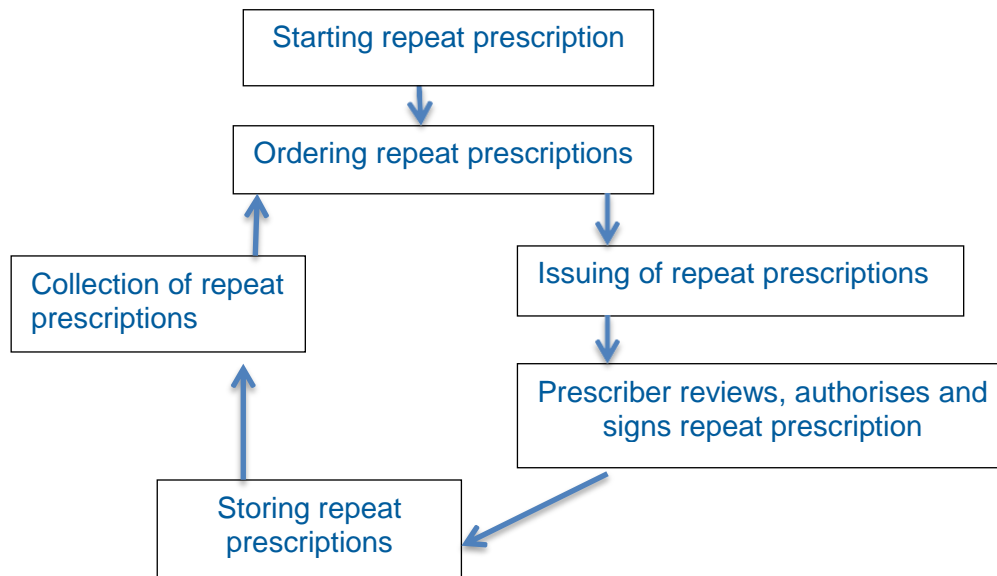 Starting repeat prescription
Ordering repeat prescriptions
Issuing of repeat prescriptions
Prescriber reviews, authorises and
signs repeat prescription
Storing repeat
prescriptions
Collection of repeat
prescriptions